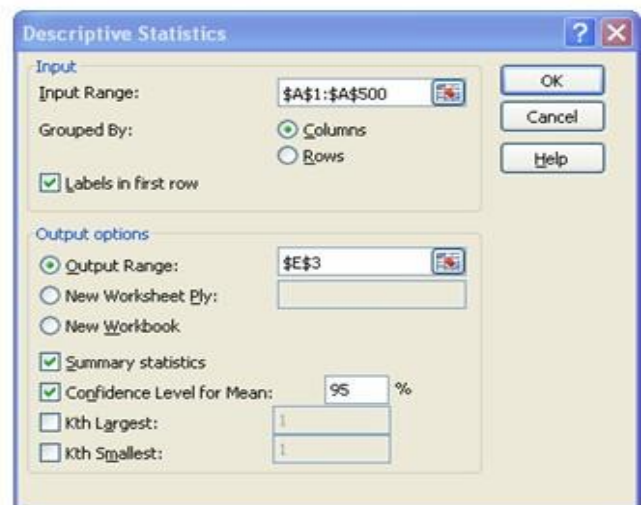 Descriptive Statistics
Input
Input Range: $A$1:$A$500
Grouped By: Columns
Rows
Labels in first row
OK
Cancel
Help
Output options
Output Range: $E$3
New Worksheet Ply:
New Workbook
Summary statistics
Confidence Level for Mean: 95 %
Kth Largest: 1
Kth Smallest: 1